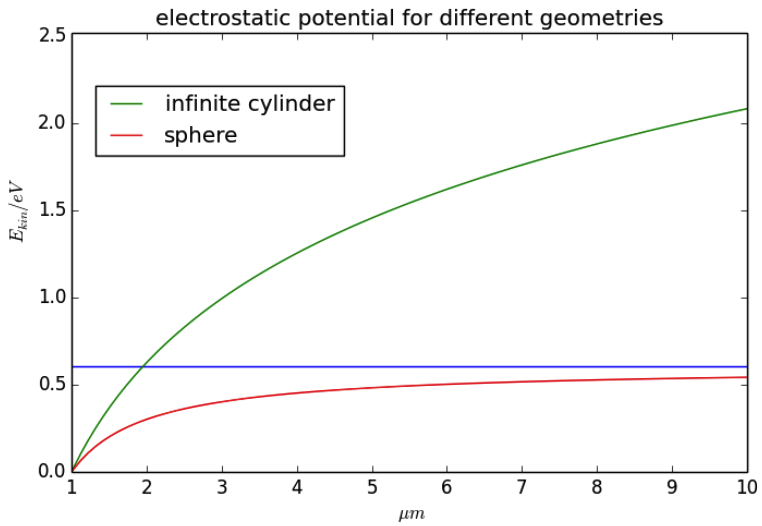 electrostatic potential for different geometries
2.5
2.0
1.5
1.0
0.5
0.0
E_kin/eV
infinite cylinder
sphere
1 2 3 4 5 6 7 8 9 10
μm